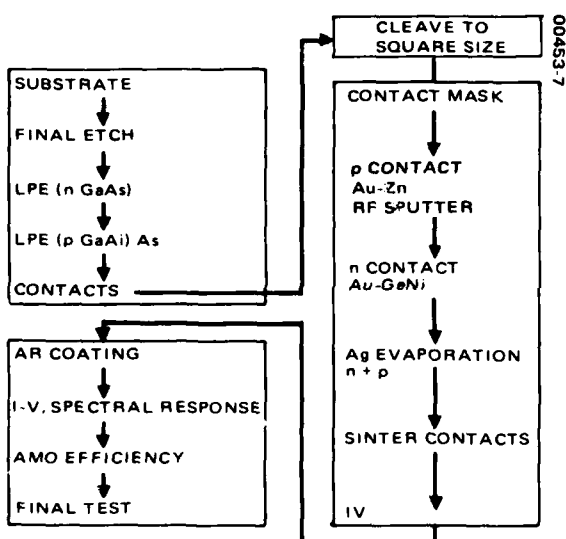 SUBSTRATE
FINAL ETCH
LPE (n GaAs)
LPE (p GaAi) As
CONTACTS
CLEAVE TO
SQUARE SIZE
00453-7
CONTACT MASK
p CONTACT
Au-Zn
RF SPUTTER
n CONTACT
Au-GeNi
Ag EVAPORATION
n + p
SINTER CONTACTS
IV
AR COATING
I-V, SPECTRAL RESPONSE
AMO EFFICIENCY
FINAL TEST